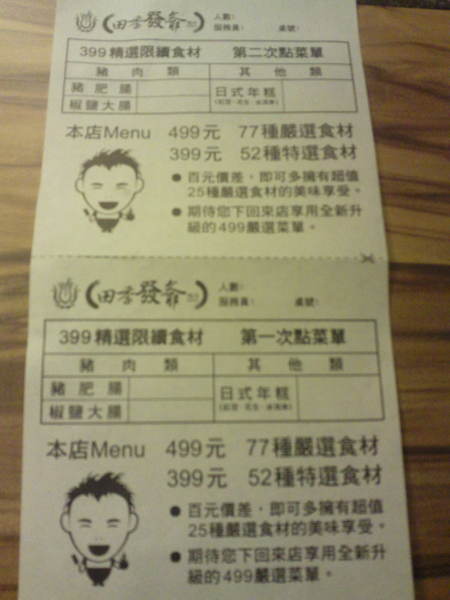 田季發爺 人數：
服務員： 桌號：
399精選限續食材 第二次點菜單
豬肉類 其他類
豬肥腸 日式年糕
椒鹽大腸
本店Menu 499元 77種嚴選食材
399元 52種特選食材
● 百元價差，即可多擁有超值
25種嚴選食材的美味享受。
● 期待您下回來店享用全新升
級的499嚴選菜單。
田季發爺 人數：
服務員： 桌號：
399精選限續食材 第一次點菜單
豬肉類 其他類
豬肥腸 日式年糕
椒鹽大腸
本店Menu 499元 77種嚴選食材
399元 52種特選食材
● 百元價差，即可多擁有超值
25種嚴選食材的美味享受。
● 期待您下回來店享用全新升
級的499嚴選菜單。